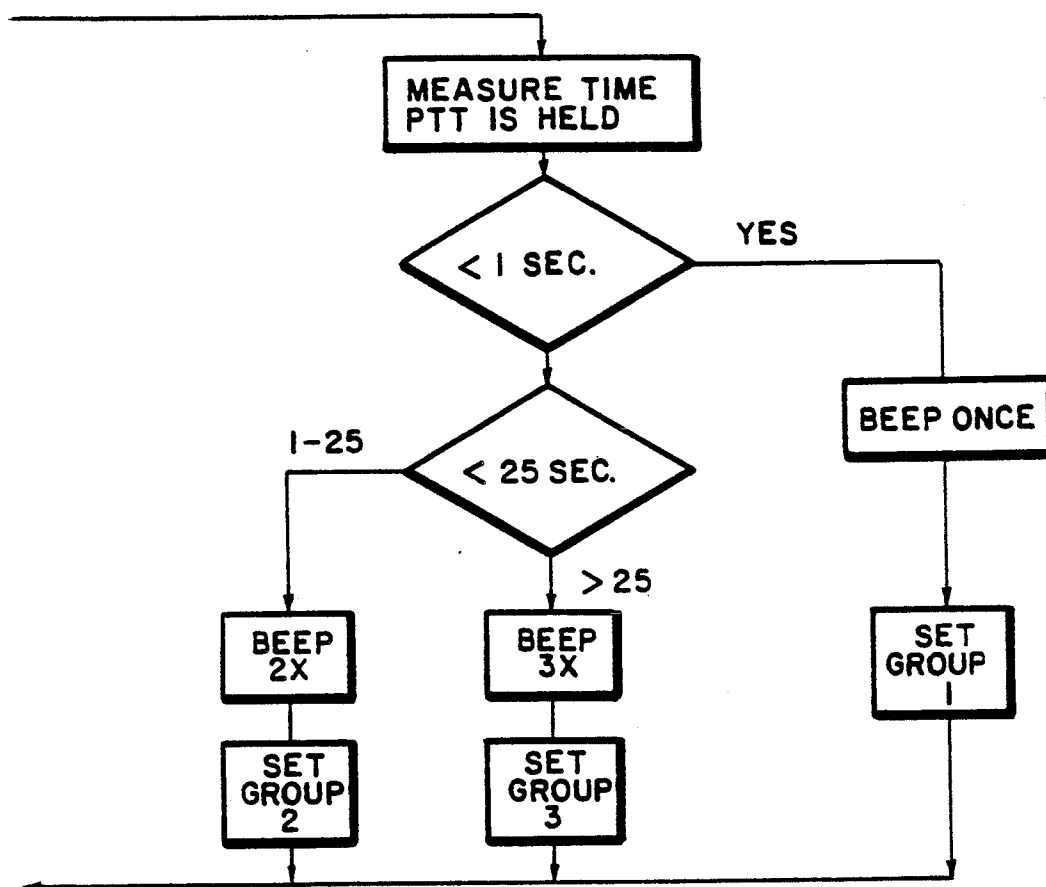 MEASURE TIME
PTT IS HELD
< 1 SEC.
YES
BEEP ONCE
< 25 SEC.
1-25
> 25
BEEP
2X
BEEP
3X
SET
GROUP
1
SET
GROUP
2
SET
GROUP
3